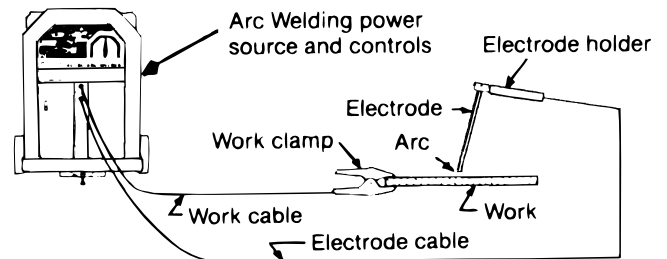 Arc Welding power
source and controls
Electrode holder
Electrode
Work clamp
Arc
Work cable
Work
Electrode cable